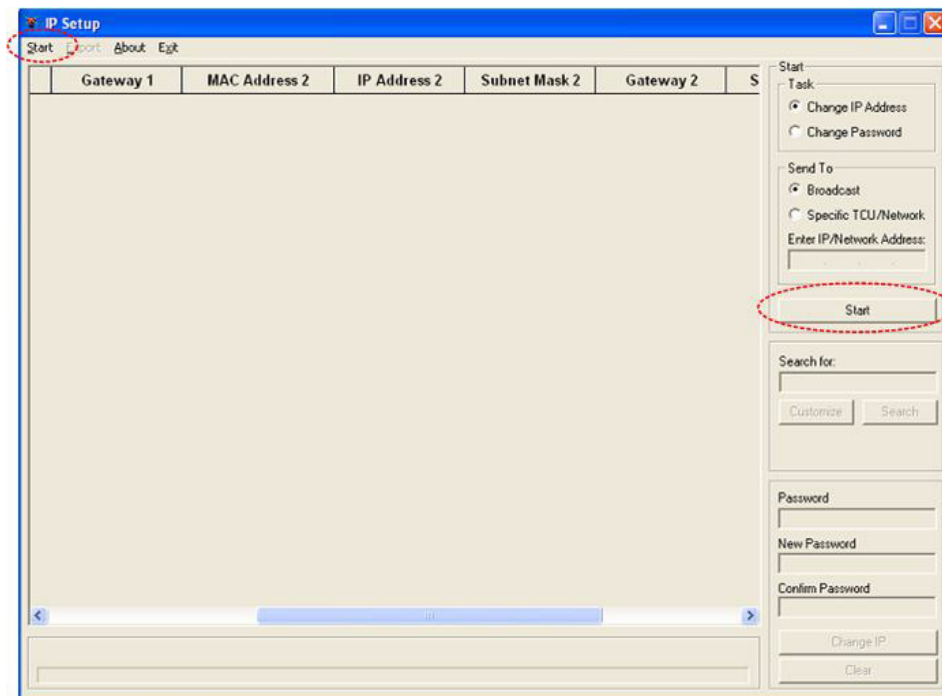 IP Setup
Start Export About Exit
Gateway 1 MAC Address 2 IP Address 2 Subnet Mask 2 Gateway 2 S
Start
Task
Change IP Address
Change Password
Send To
Broadcast
Specific TCU/Network
Enter IP/Network Address:
. . .
Start
Search for:
Customize Search
Password
New Password
Confirm Password
Change IP
Clear